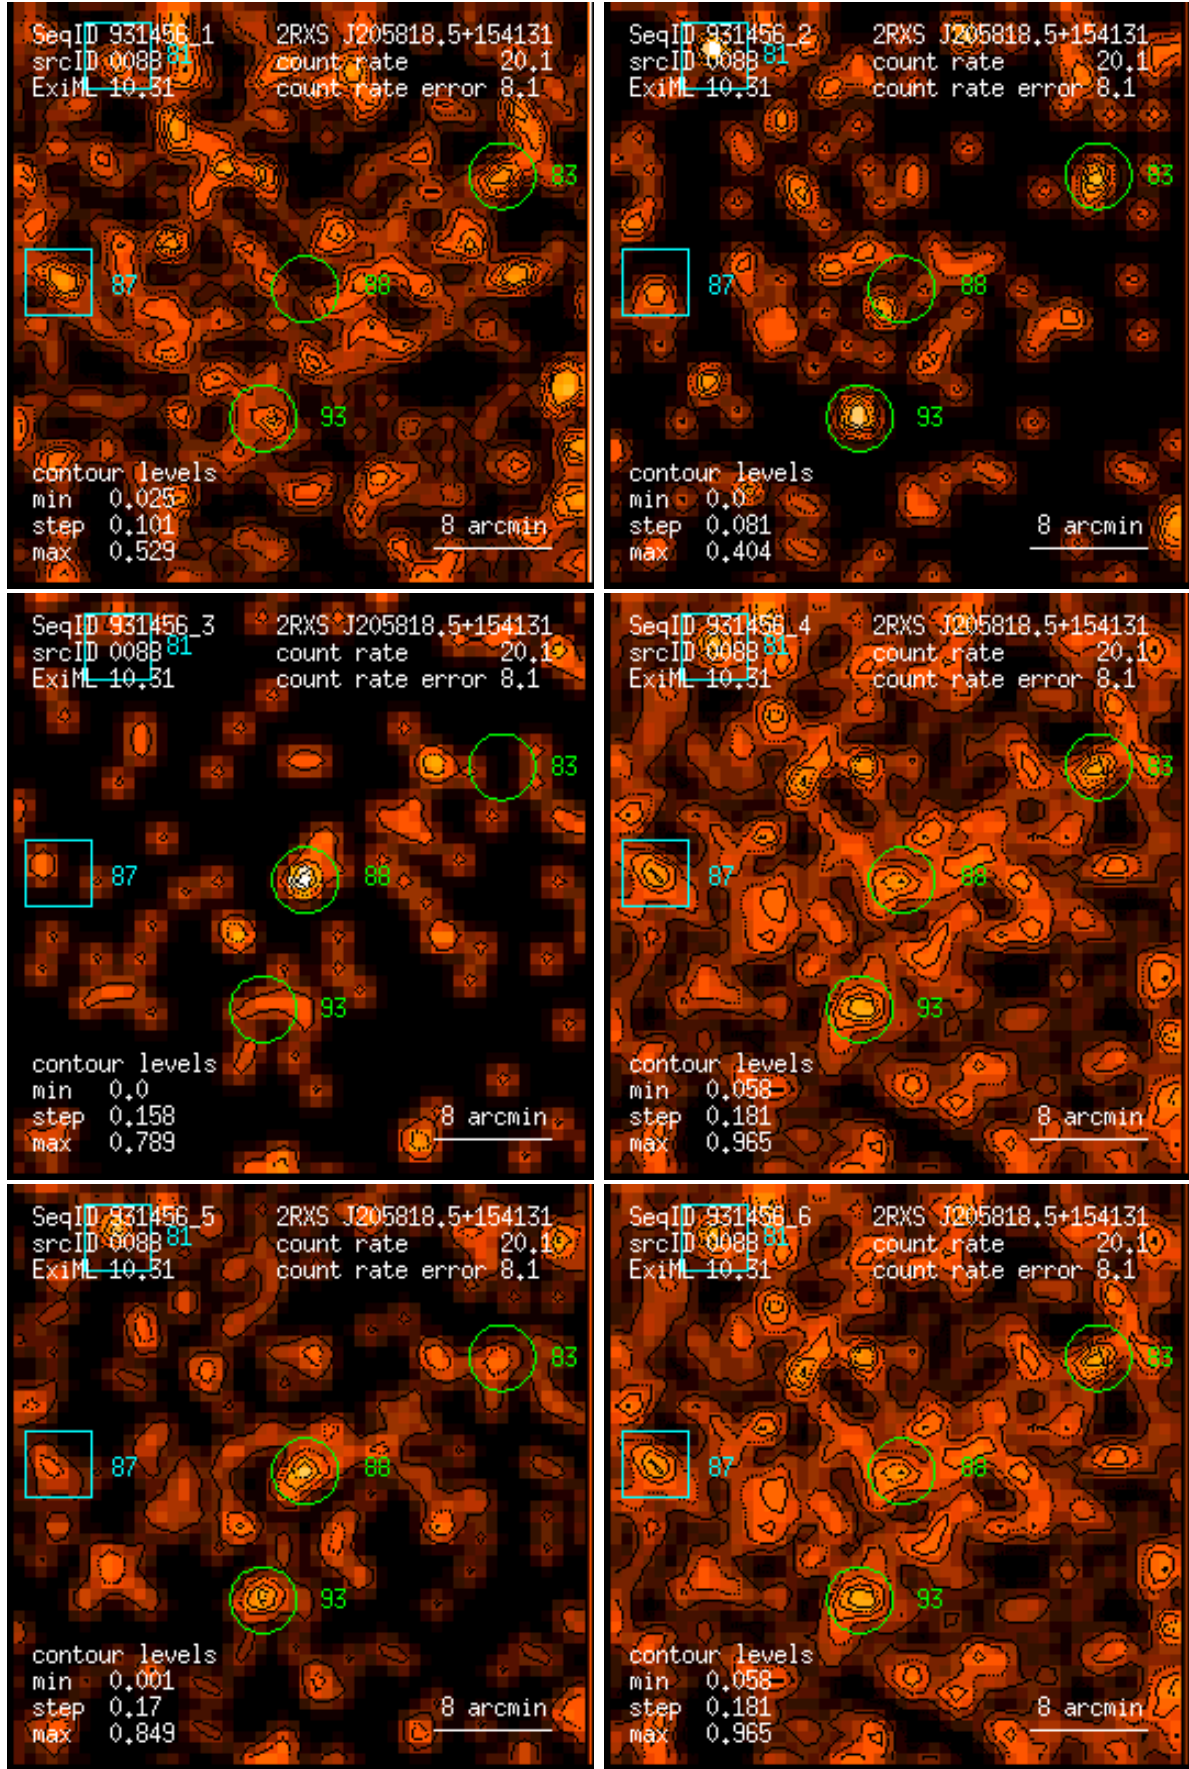 SeqID 931456_1 2RXS J205818.5+154131
srcID 0088 81 count rate 20.1
ExiML 10.31 count rate error 8.1
83
87 88
93
contour levels
min 0.025
step 0.101 8 arcmin
max 0.529
SeqID 931456_2 2RXS J205818.5+154131
srcID 0088 81 count rate 20.1
ExiML 10.31 count rate error 8.1
83
87 88
93
contour levels
min 0.0
step 0.081 8 arcmin
max 0.404
SeqID 931456_3 2RXS J205818.5+154131
srcID 0088 81 count rate 20.1
ExiML 10.31 count rate error 8.1
83
87 88
93
contour levels
min 0.0
step 0.158 8 arcmin
max 0.789
SeqID 931456_4 2RXS J205818.5+154131
srcID 0088 81 count rate 20.1
ExiML 10.31 count rate error 8.1
83
87 88
93
contour levels
min 0.058
step 0.181 8 arcmin
max 0.965
SeqID 931456_5 2RXS J205818.5+154131
srcID 0088 81 count rate 20.1
ExiML 10.31 count rate error 8.1
83
87 88
93
contour levels
min 0.001
step 0.17 8 arcmin
max 0.849
SeqID 931456_6 2RXS J205818.5+154131
srcID 0088 81 count rate 20.1
ExiML 10.31 count rate error 8.1
83
87 88
93
contour levels
min 0.058
step 0.181 8 arcmin
max 0.965